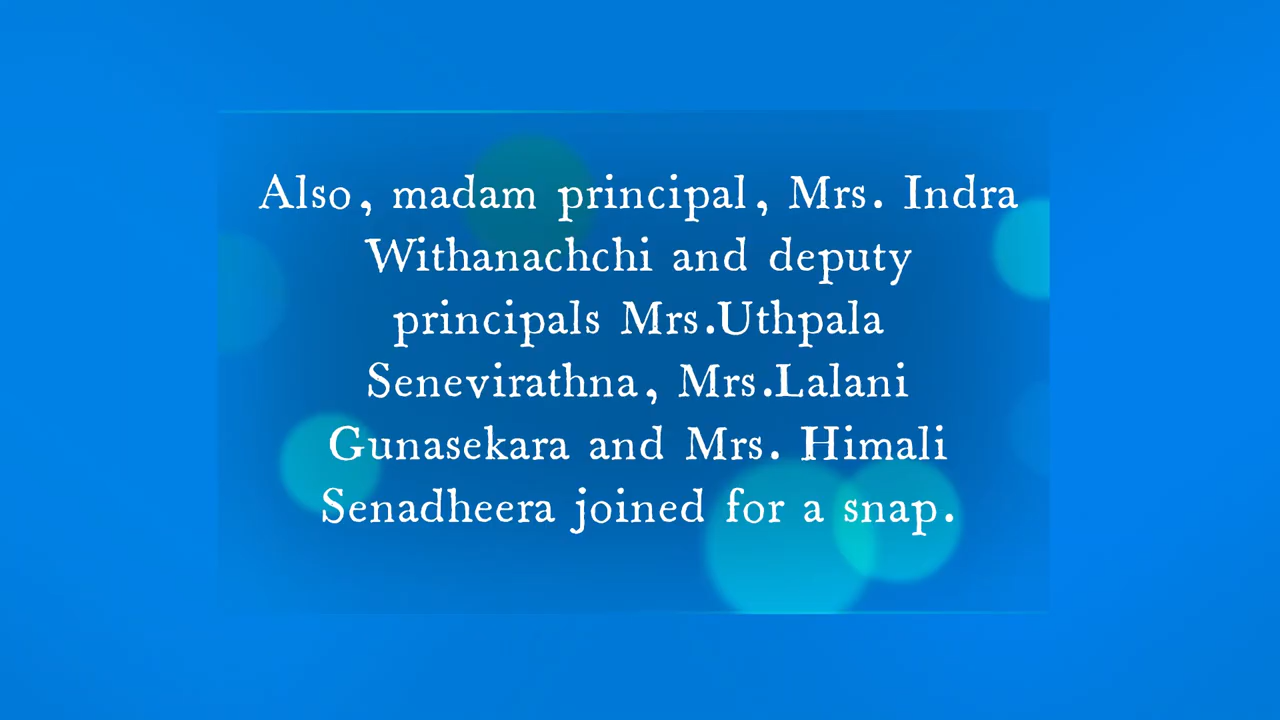 Also, madam principal, Mrs. Indra
Withanachchi and deputy
principals Mrs.Uthpala
Senevirathna, Mrs.Lalani
Gunasekara and Mrs. Himali
Senadheera joined for a snap.